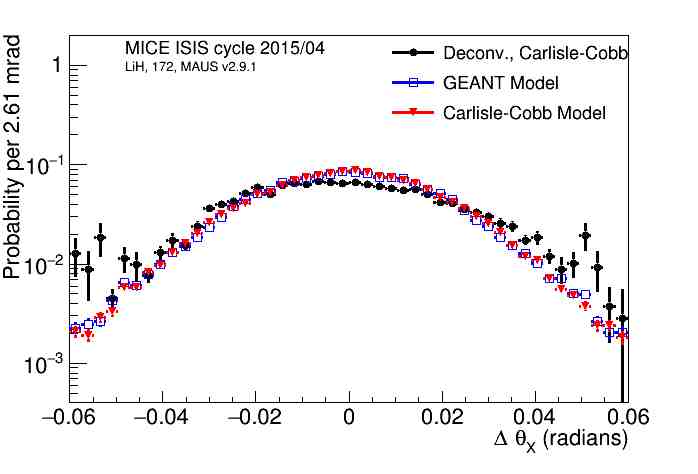 MICE ISIS cycle 2015/04
LiH, 172, MAUS v2.9.1
Deconv., Carlisle-Cobb
GEANT Model
Carlisle-Cobb Model
Probability per 2.61 mrad
1
10⁻¹
10⁻²
10⁻³
−0.06 −0.04 −0.02 0 0.02 0.04 0.06
Δ θ_X (radians)